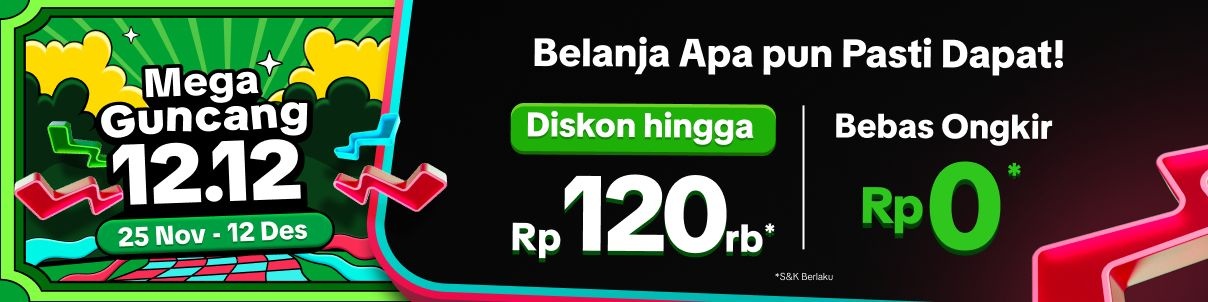 Mega
Guncang
12.12
25 Nov - 12 Des
Belanja Apa pun Pasti Dapat!
Diskon hingga
Rp 120rb*
*S&K Berlaku
Bebas Ongkir
Rp0*